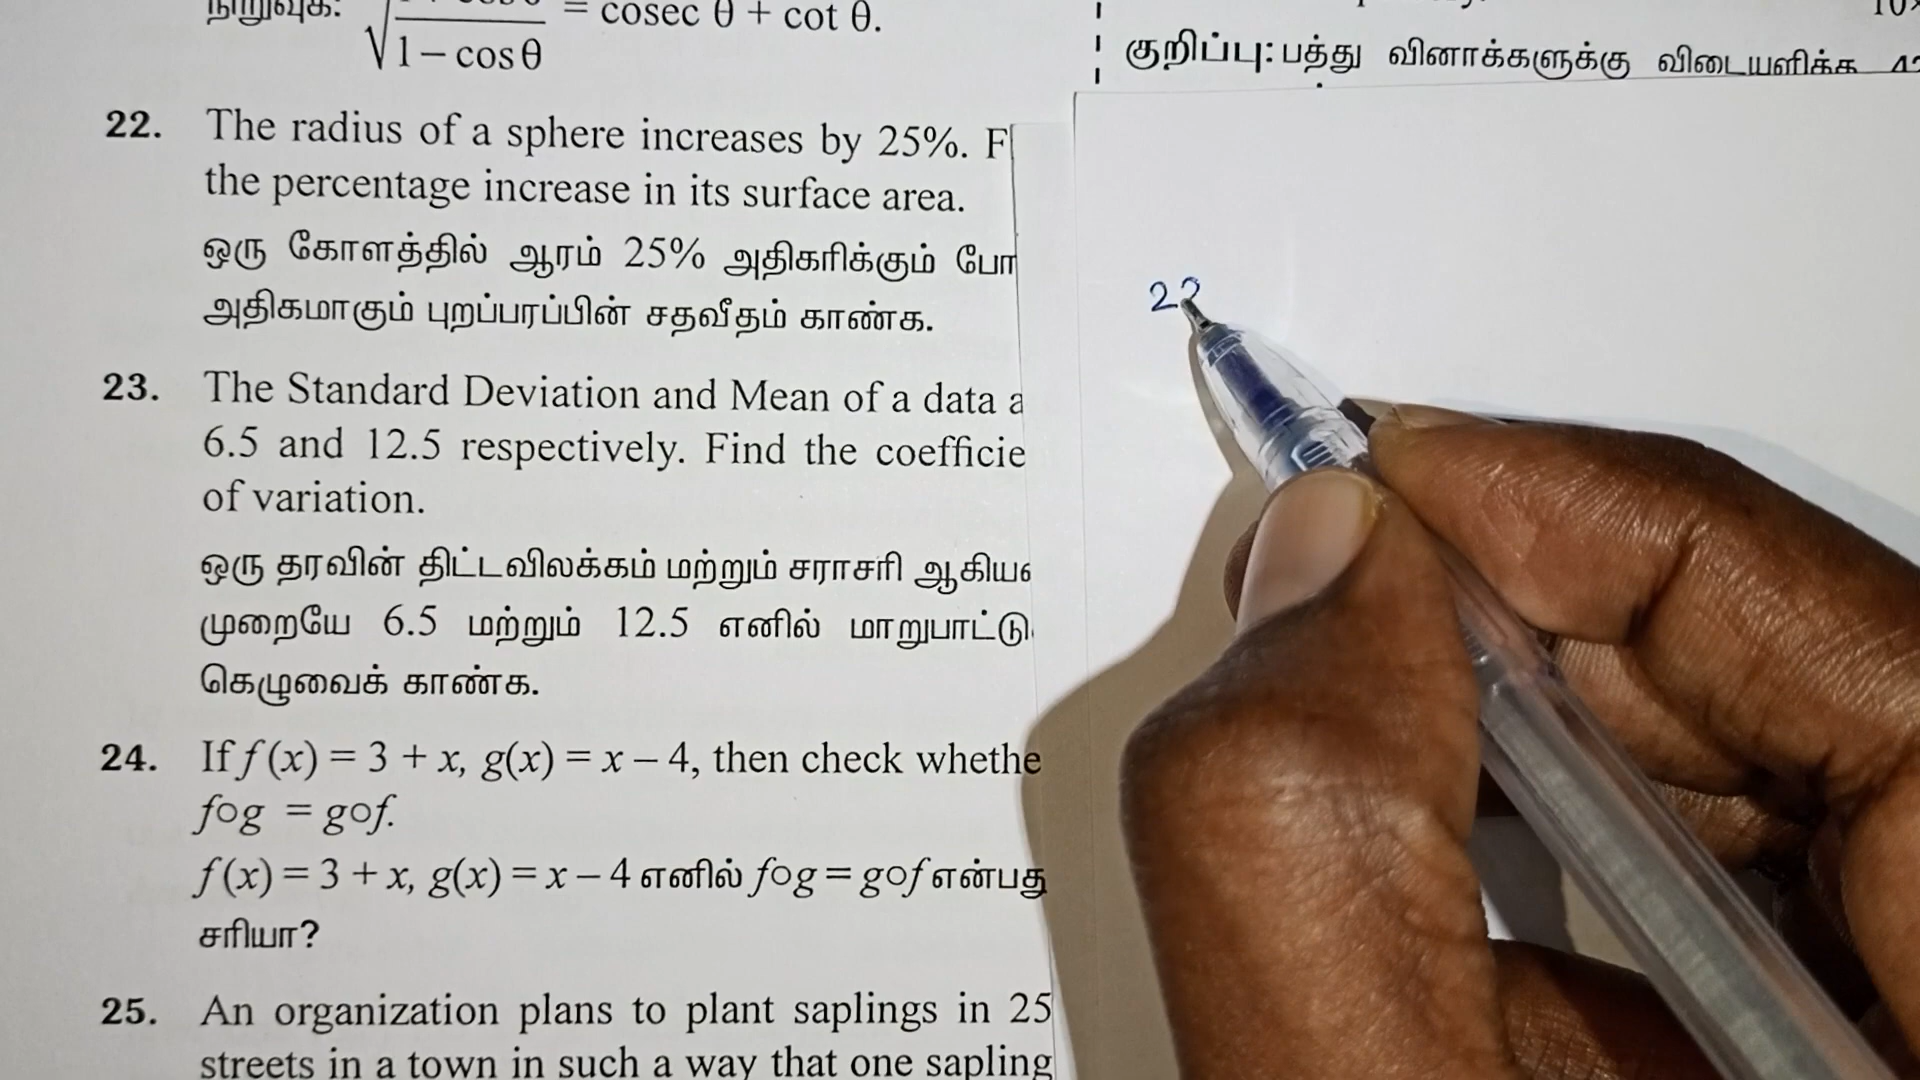 நிறுவுக: √ 1 – cos θ = cosec θ + cot θ.
22. The radius of a sphere increases by 25%. F
the percentage increase in its surface area.
ஒரு கோளத்தில் ஆரம் 25% அதிகரிக்கும் போ
அதிகமாகும் புறப்பரப்பின் சதவீதம் காண்க.
23. The Standard Deviation and Mean of a data a
6.5 and 12.5 respectively. Find the coefficie
of variation.
ஒரு தரவின் திட்டவிலக்கம் மற்றும் சராசரி ஆகிய
முறையே 6.5 மற்றும் 12.5 எனில் மாறுபாட்டு
கெழுவைக் காண்க.
24. If f (x) = 3 + x, g(x) = x – 4, then check whethe
f○g = g○f.
f (x) = 3 + x, g(x) = x – 4 எனில் f○g = g○f என்பது
சரியா?
25. An organization plans to plant saplings in 25
streets in a town in such a way that one sapling
குறிப்பு: பத்து வினாக்களுக்கு விடையளிக்க